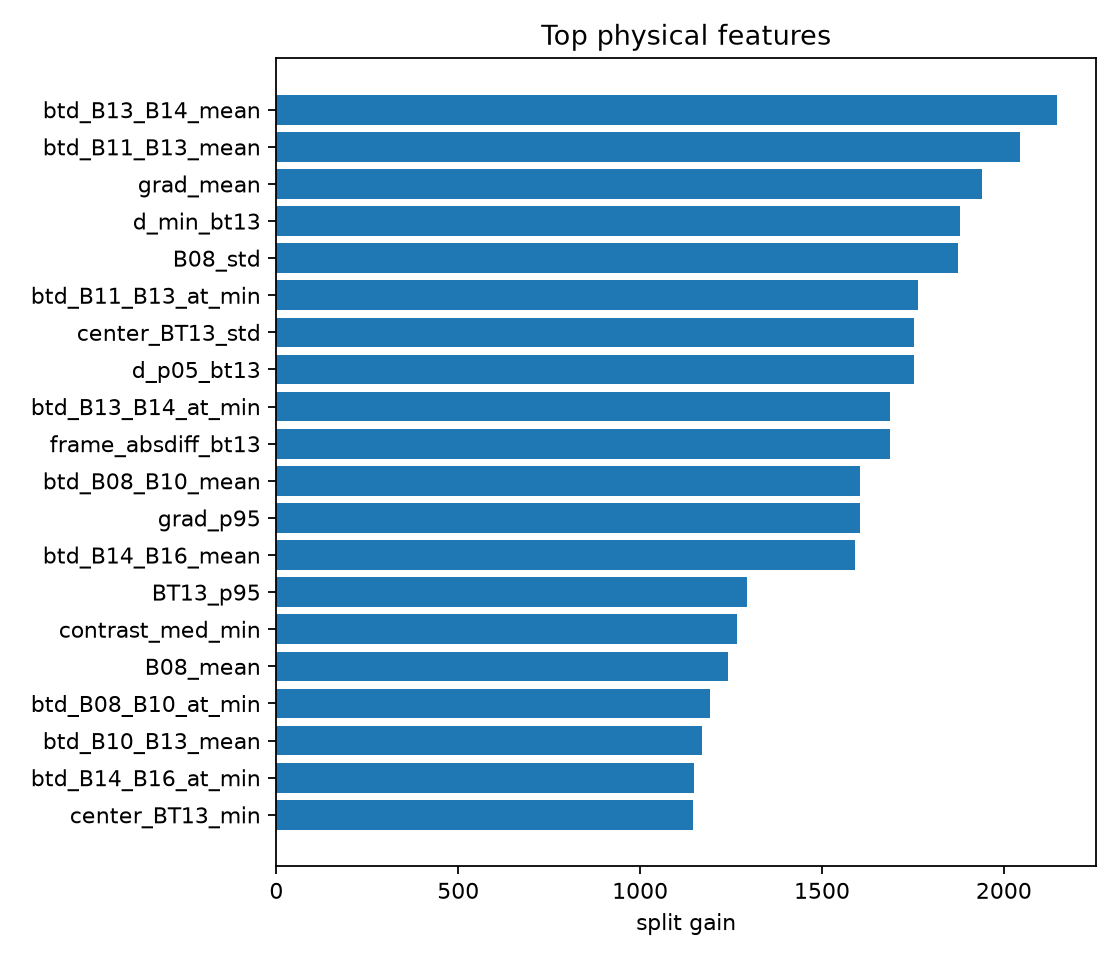 Top physical features
btd_B13_B14_mean
btd_B11_B13_mean
grad_mean
d_min_bt13
B08_std
btd_B11_B13_at_min
center_BT13_std
d_p05_bt13
btd_B13_B14_at_min
frame_absdiff_bt13
btd_B08_B10_mean
grad_p95
btd_B14_B16_mean
BT13_p95
contrast_med_min
B08_mean
btd_B08_B10_at_min
btd_B10_B13_mean
btd_B14_B16_at_min
center_BT13_min
0 500 1000 1500 2000
split gain